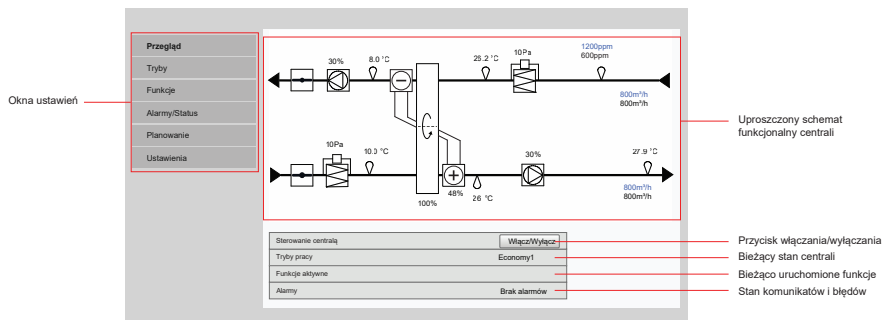 Okna ustawień
Przegląd
Tryby
Funkcje
Alarmy/Status
Planowanie
Ustawienia
30%
8.0 °C
25.2 °C
10Pa
1200ppm
600ppm
800m³/h
800m³/h
10Pa
10.0 °C
100%
48%
26 °C
30%
27.9 °C
800m³/h
800m³/h
Uproszczony schemat
funkcjonalny centrali
Sterowanie centralą
Włącz/Wyłącz
Przycisk włączania/wyłączania
Tryby pracy
Economy1
Bieżący stan centrali
Funkcje aktywne
Bieżąco uruchomione funkcje
Alarmy
Brak alarmów
Stan komunikatów i błędów